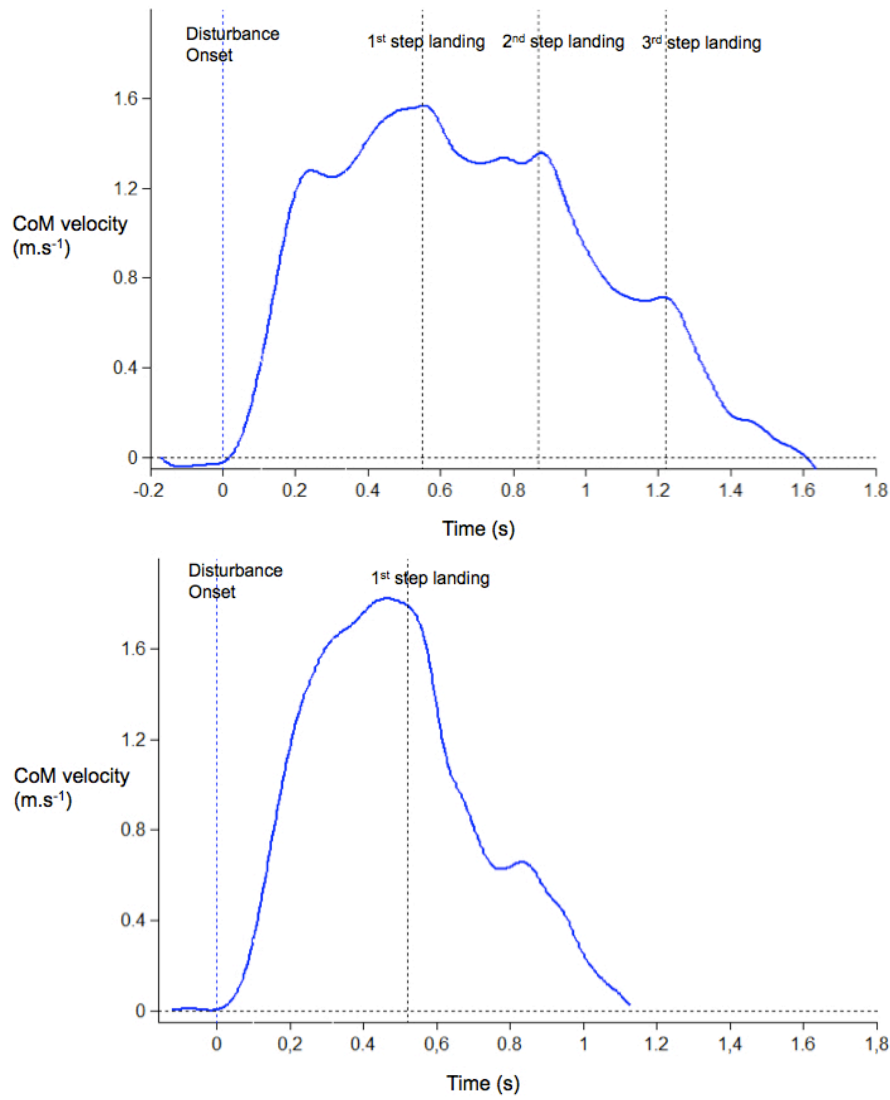 Disturbance
Onset
1st step landing
2nd step landing
3rd step landing
1.6
1.2
0.8
0.4
0
CoM velocity
(m.s-1)
-0.2 0 0.2 0.4 0.6 0.8 1 1.2 1.4 1.6 1.8
Time (s)
Disturbance
Onset
1st step landing
1.6
1.2
0.8
0.4
0
CoM velocity
(m.s-1)
0 0,2 0.4 0,6 0,8 1 1.2 1,4 1,6 1,8
Time (s)